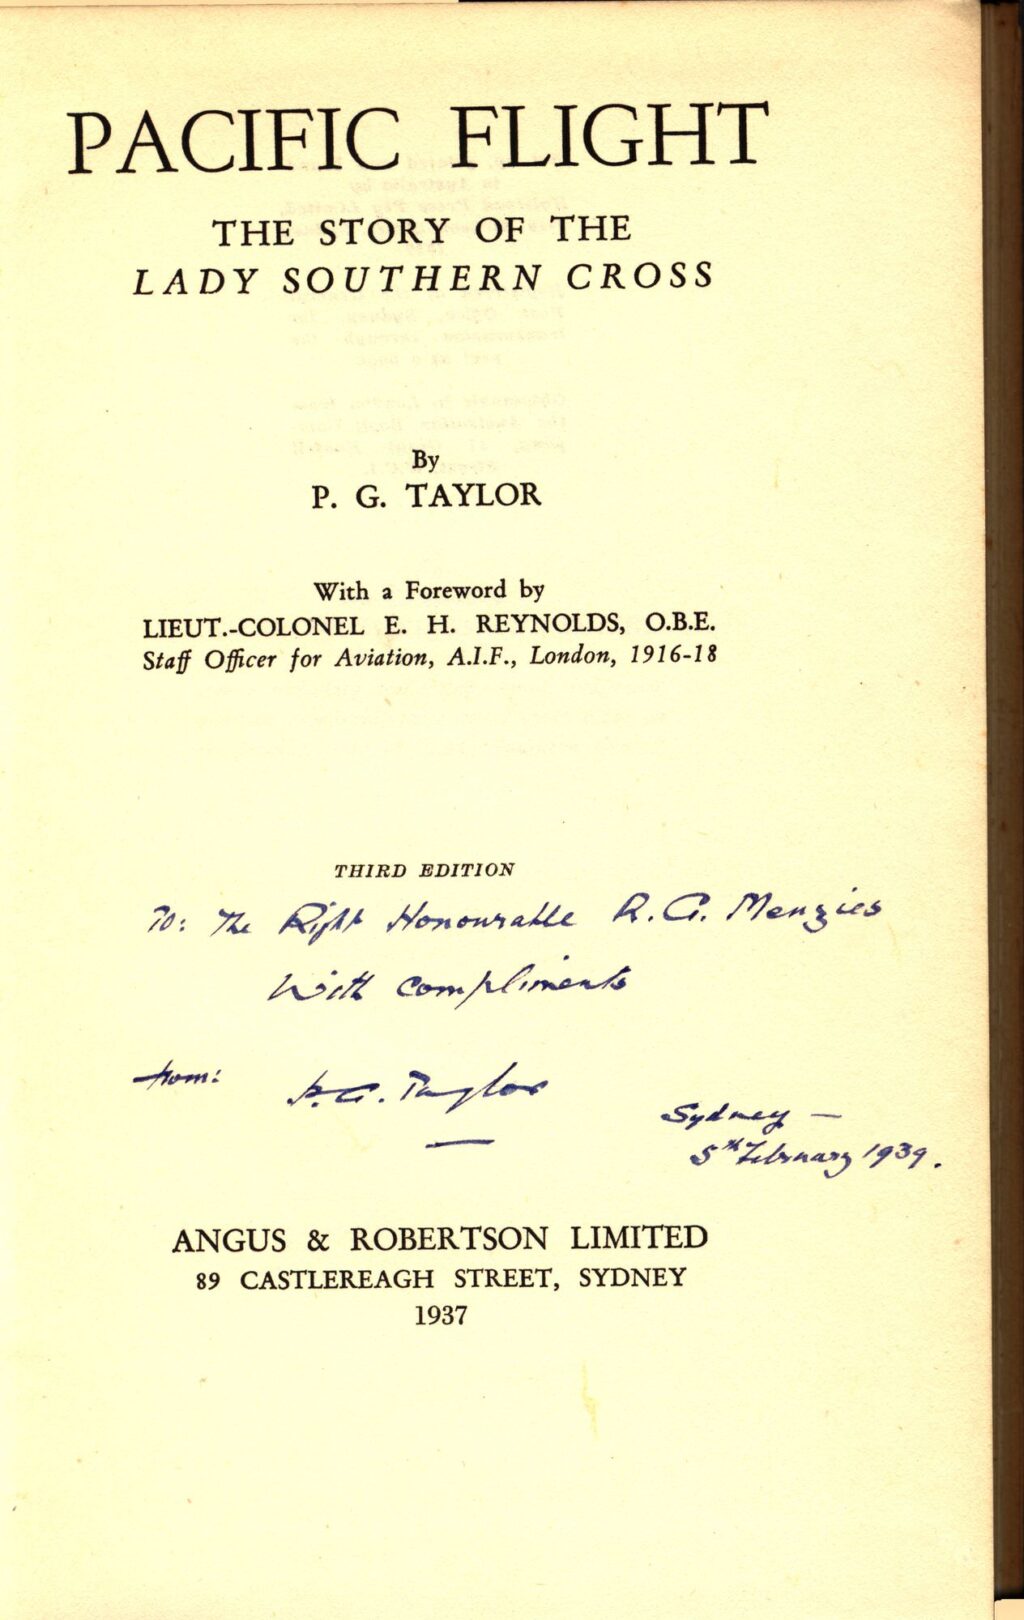 PACIFIC FLIGHT
THE STORY OF THE
LADY SOUTHERN CROSS
By
P. G. TAYLOR
With a Foreword by
LIEUT.-COLONEL E. H. REYNOLDS, O.B.E.
Staff Officer for Aviation, A.I.F., London, 1916-18
THIRD EDITION
To: The Right Honourable R. G. Menzies
With compliments
from: P. G. Taylor
Sydney —
5th February 1939.
ANGUS & ROBERTSON LIMITED
89 CASTLEREAGH STREET, SYDNEY
1937